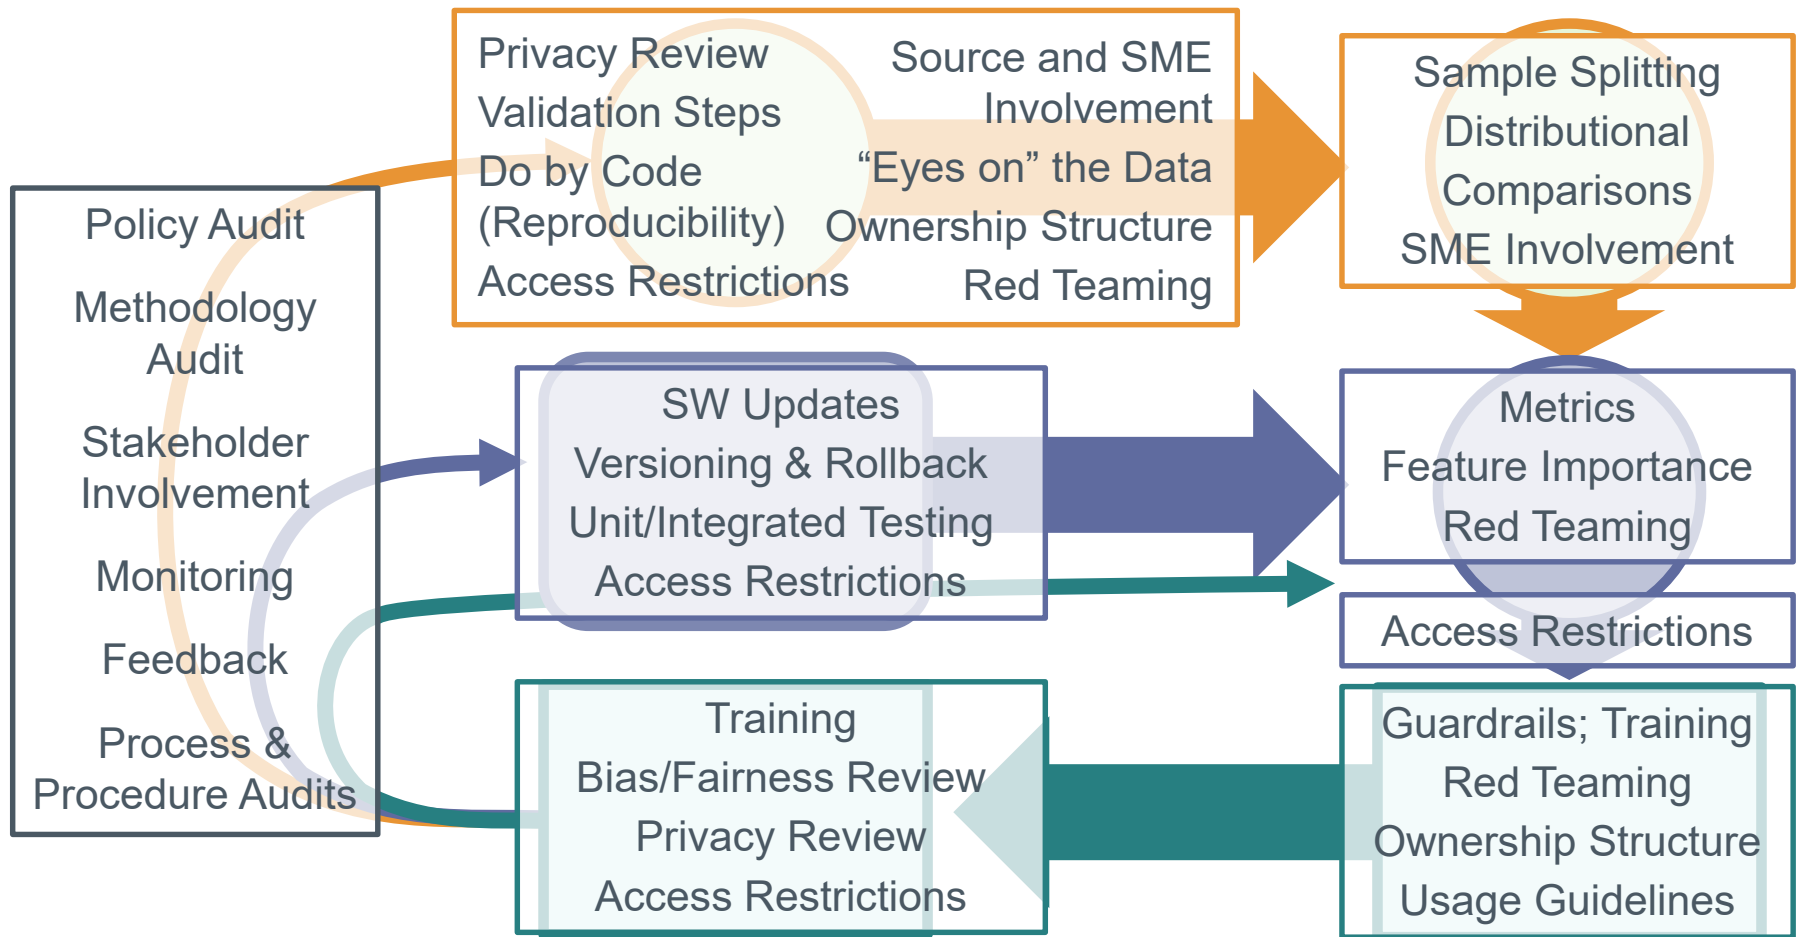 Privacy Review
Validation Steps
Do by Code
(Reproducibility)
Access Restrictions
Source and SME
Involvement
“Eyes on” the Data
Ownership Structure
Red Teaming
Sample Splitting
Distributional
Comparisons
SME Involvement
Policy Audit
Methodology
Audit
Stakeholder
Involvement
Monitoring
Feedback
Process &
Procedure Audits
SW Updates
Versioning & Rollback
Unit/Integrated Testing
Access Restrictions
Metrics
Feature Importance
Red Teaming
Access Restrictions
Training
Bias/Fairness Review
Privacy Review
Access Restrictions
Guardrails; Training
Red Teaming
Ownership Structure
Usage Guidelines